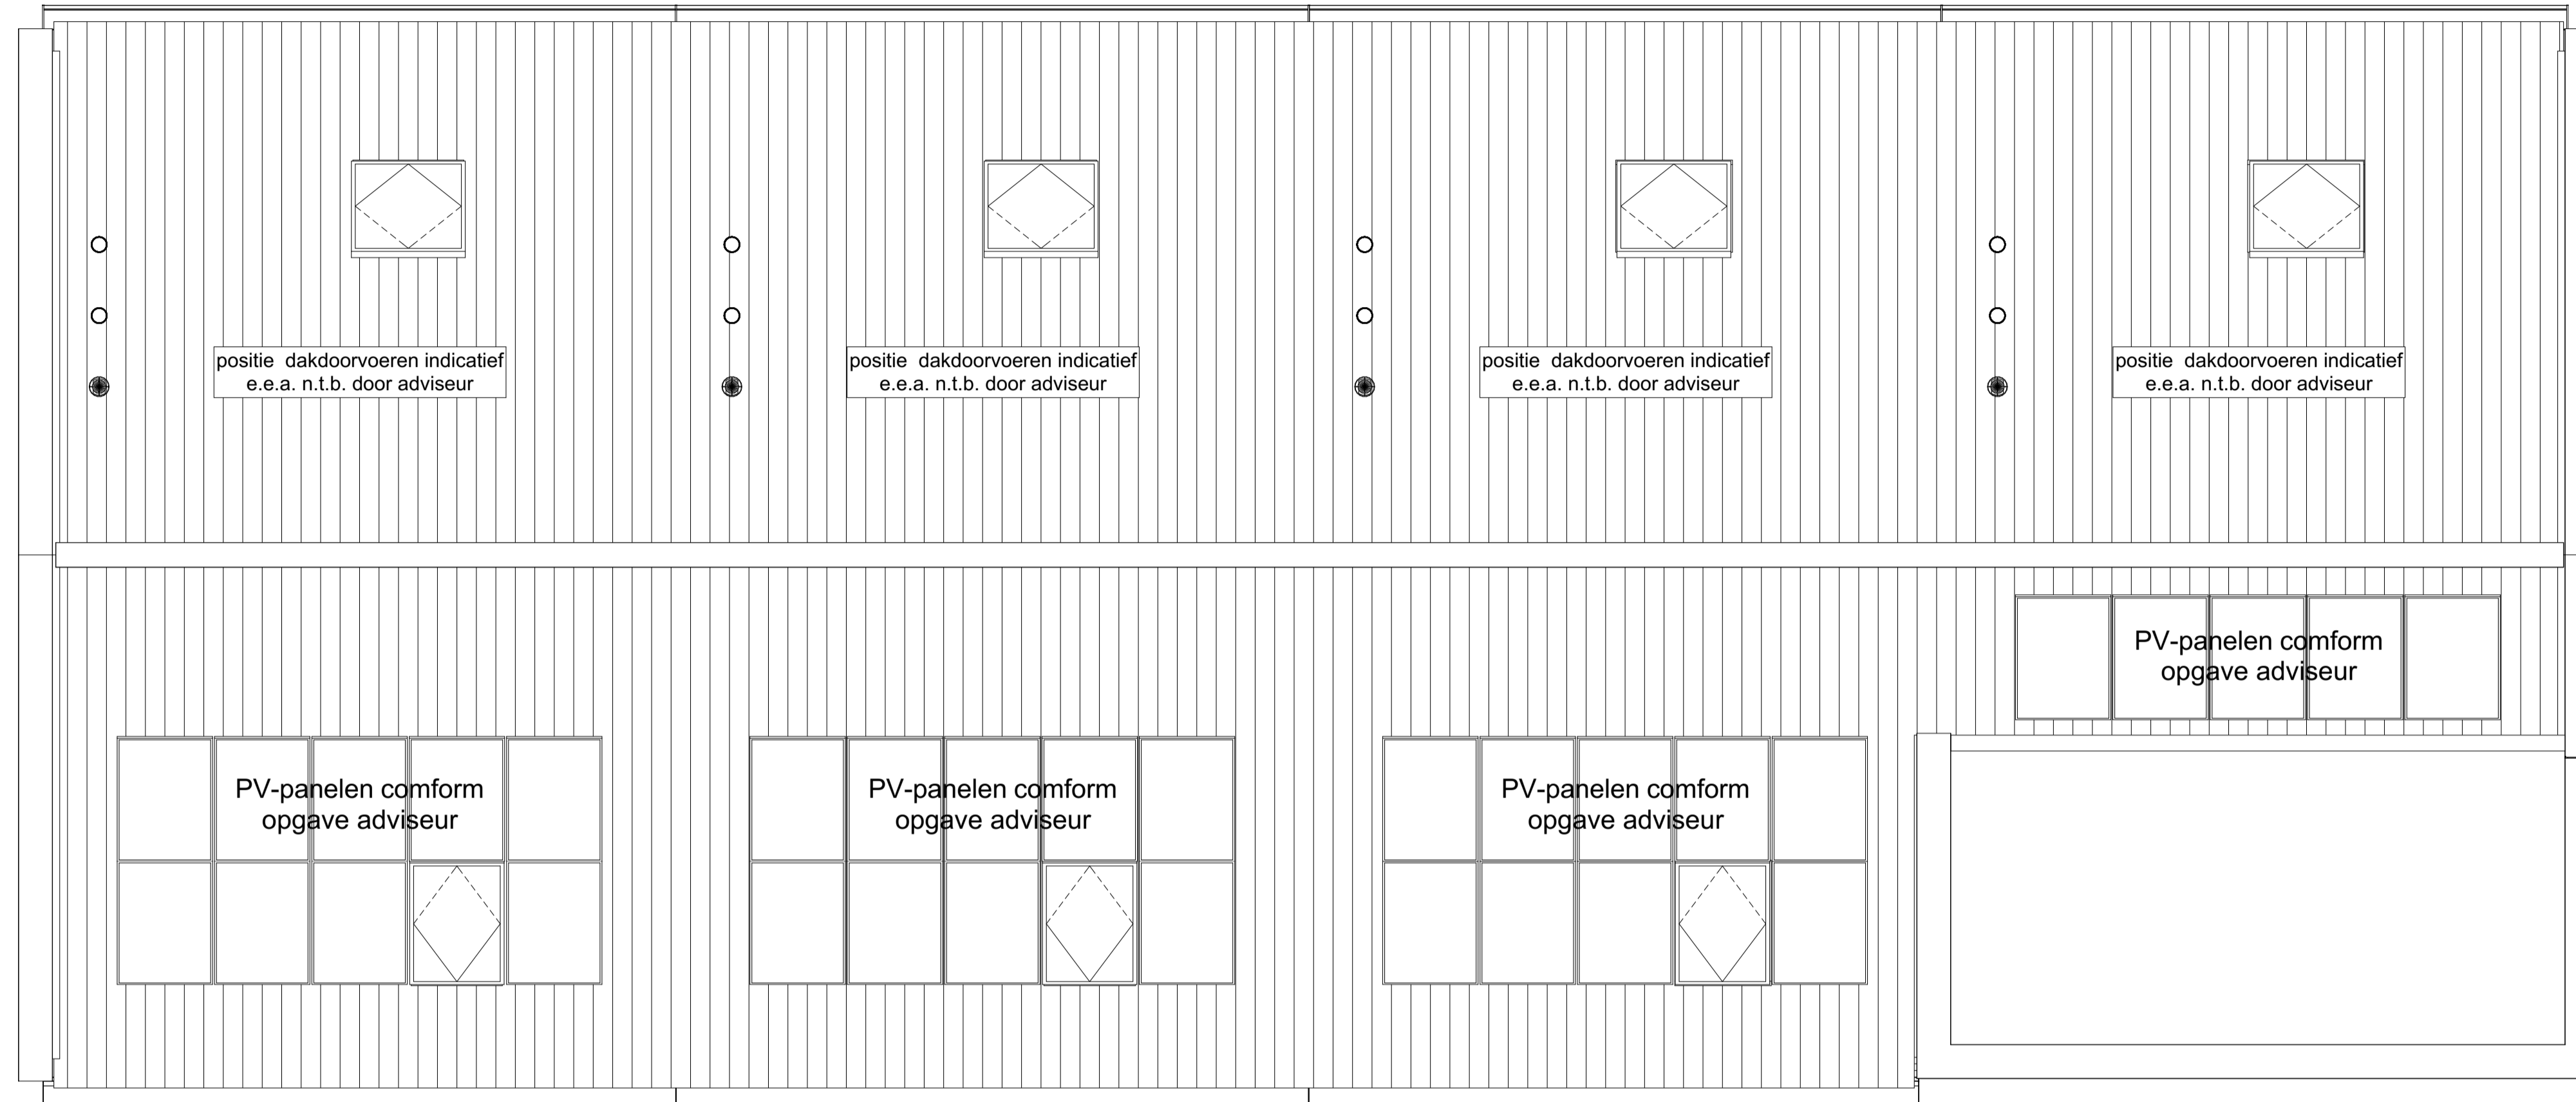 positie  dakdoorvoeren indicatief
e.e.a. n.t.b. door adviseur
positie  dakdoorvoeren indicatief
e.e.a. n.t.b. door adviseur
positie  dakdoorvoeren indicatief
e.e.a. n.t.b. door adviseur
positie  dakdoorvoeren indicatief
e.e.a. n.t.b. door adviseur
PV-panelen comform
opgave adviseur
PV-panelen comform
opgave adviseur
PV-panelen comform
opgave adviseur
PV-panelen comform
opgave adviseur